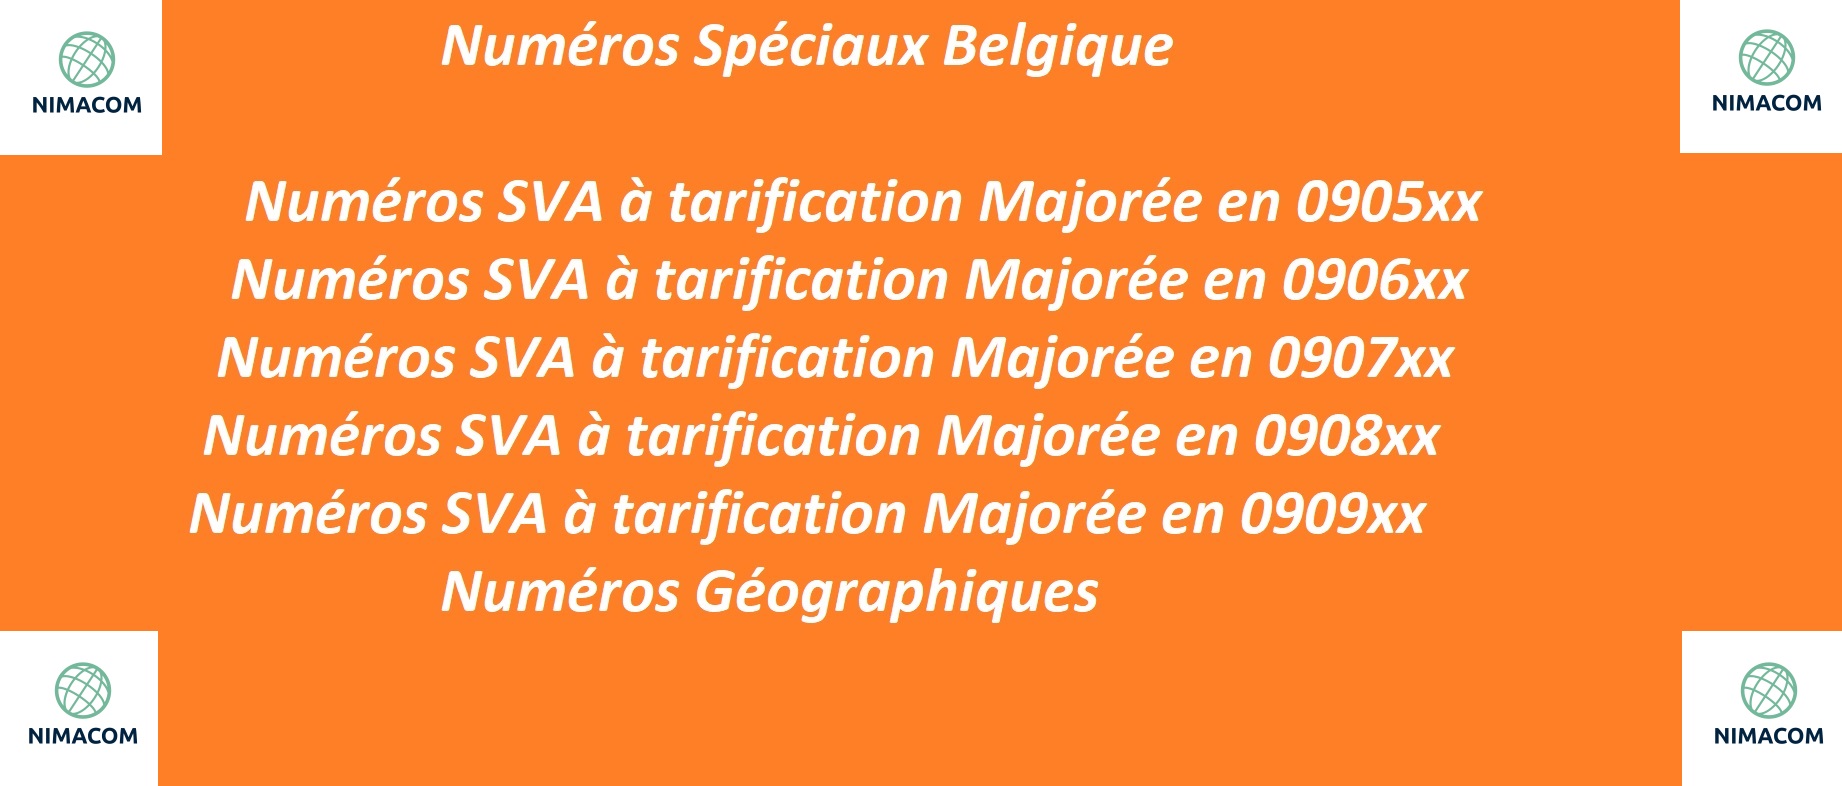 Numéros Spéciaux Belgique
NIMACOM
NIMACOM
Numéros SVA à tarification Majorée en 0905xx
Numéros SVA à tarification Majorée en 0906xx
Numéros SVA à tarification Majorée en 0907xx
Numéros SVA à tarification Majorée en 0908xx
Numéros SVA à tarification Majorée en 0909xx
Numéros Géographiques
NIMACOM
NIMACOM